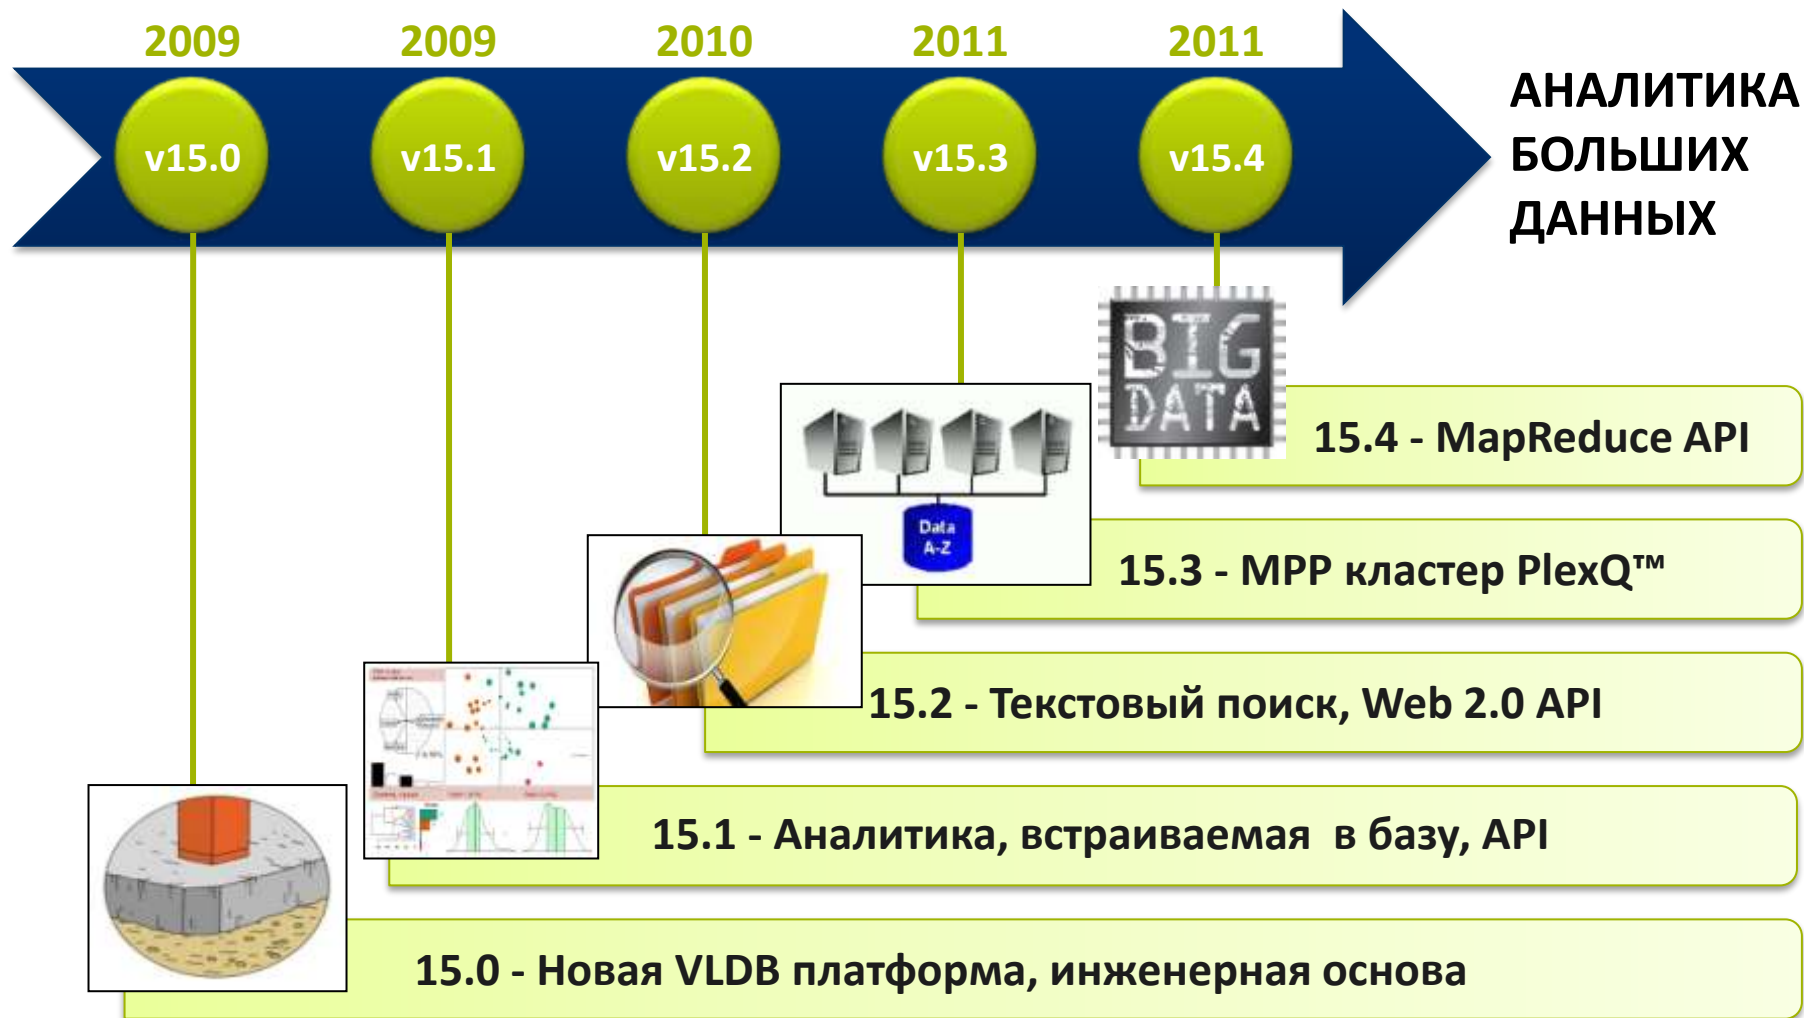 2009 2009 2010 2011 2011
v15.0 v15.1 v15.2 v15.3 v15.4
АНАЛИТИКА
БОЛЬШИХ
ДАННЫХ
BIG
DATA
15.4 - MapReduce API
Data
A-Z
15.3 - MPP кластер PlexQ™
15.2 - Текстовый поиск, Web 2.0 API
15.1 - Аналитика, встраиваемая в базу, API
15.0 - Новая VLDB платформа, инженерная основа